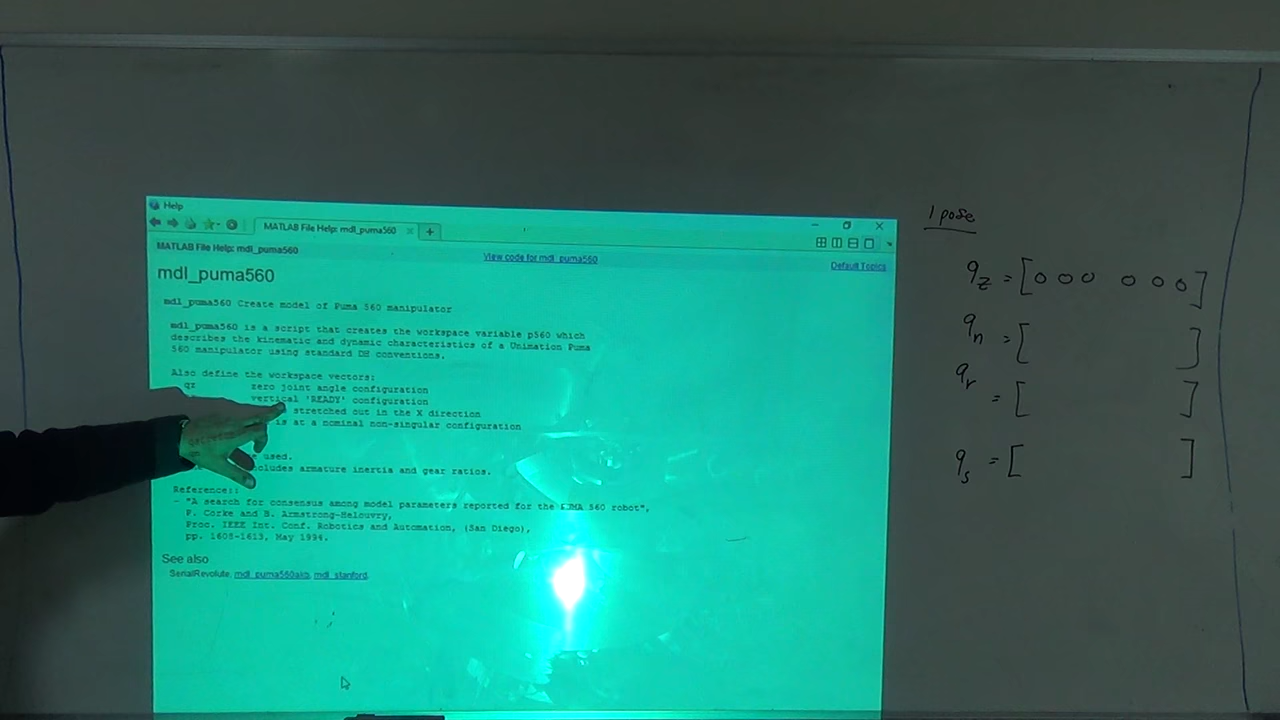 Help
MATLAB File Help: mdl_puma560
MATLAB File Help: mdl_puma560 View code for mdl_puma560 Default Topics
mdl_puma560
mdl_puma560 Create model of Puma 560 manipulator
mdl_puma560 is a script that creates the workspace variable p560 which
describes the kinematic and dynamic characteristics of a Unimation Puma
560 manipulator using standard DH conventions.
Also define the workspace vectors:
qz zero joint angle configuration
vertical 'READY' configuration
stretched out in the X direction
is at a nominal non-singular configuration
used.
cludes armature inertia and gear ratios.
Reference::
- "A search for consensus among model parameters reported for the PUMA 560 robot",
P. Corke and B. Armstrong-Helouvry,
Proc. IEEE Int. Conf. Robotics and Automation, (San Diego),
pp. 1608-1613, May 1994.
See also
SerialRevolute, mdl_puma560akb, mdl_stanford
1 pose
qz = [0 0 0 0 0 0]
qn = [ ]
qr = [ ]
qs = [ ]